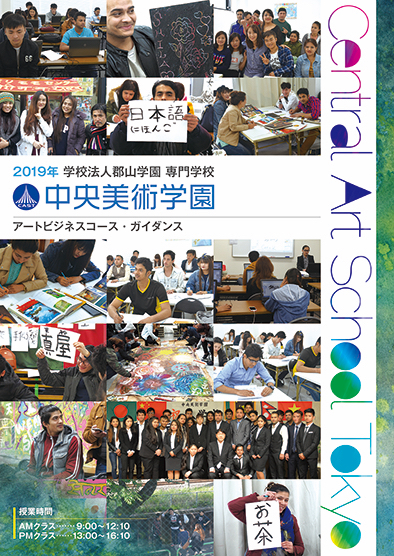 Central Art School Tokyo
日本語
にほんご
2019年 学校法人郡山学園 専門学校
CAST
中央美術学園
アートビジネスコース・ガイダンス
真屋
お茶
授業時間
AMクラス……9:00〜12:10
PMクラス……13:00〜16:10